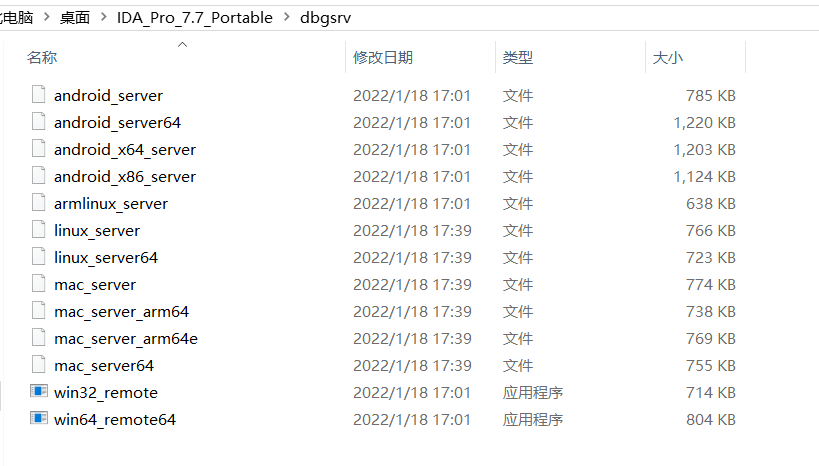 电脑 > 桌面 > IDA_Pro_7.7_Portable > dbgsrv
名称 修改日期 类型 大小
android_server 2022/1/18 17:01 文件 785 KB
android_server64 2022/1/18 17:01 文件 1,220 KB
android_x64_server 2022/1/18 17:01 文件 1,203 KB
android_x86_server 2022/1/18 17:01 文件 1,124 KB
armlinux_server 2022/1/18 17:01 文件 638 KB
linux_server 2022/1/18 17:39 文件 766 KB
linux_server64 2022/1/18 17:39 文件 723 KB
mac_server 2022/1/18 17:39 文件 774 KB
mac_server_arm64 2022/1/18 17:39 文件 738 KB
mac_server_arm64e 2022/1/18 17:39 文件 769 KB
mac_server64 2022/1/18 17:39 文件 755 KB
win32_remote 2022/1/18 17:01 应用程序 714 KB
win64_remote64 2022/1/18 17:01 应用程序 804 KB